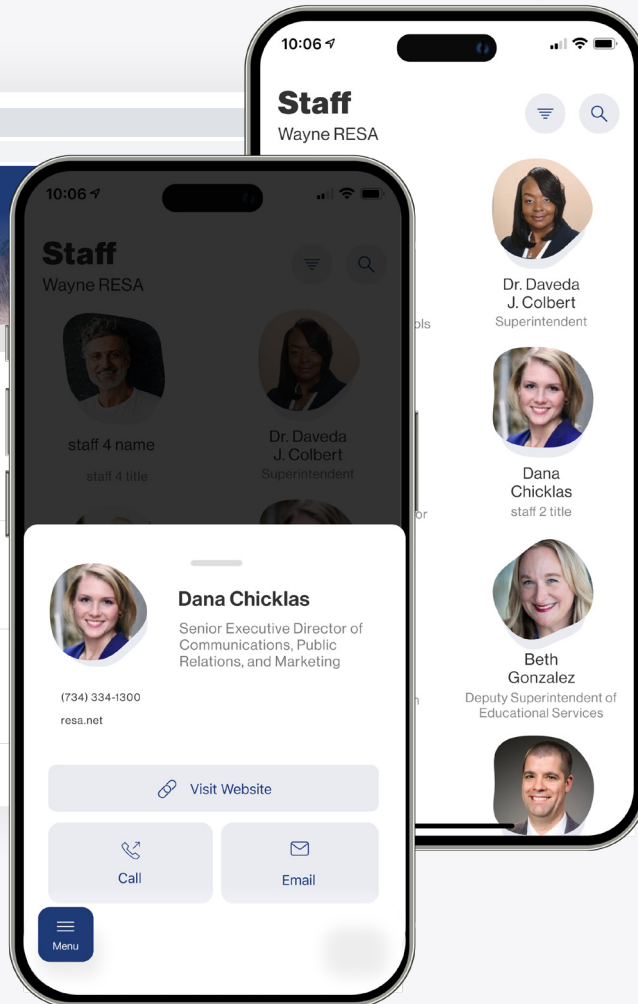 10:06
Staff
Wayne RESA
Dr. Daveda
J. Colbert
Superintendent
ols
Dana
Chicklas
staff 2 title
or
Beth
Gonzalez
Deputy Superintendent of
Educational Services
10:06
Staff
Wayne RESA
staff 4 name
staff 4 title
Dr. Daveda
J. Colbert
Superintendent
Dana Chicklas
Senior Executive Director of
Communications, Public
Relations, and Marketing
(734) 334-1300
resa.net
Visit Website
Call
Email
Menu